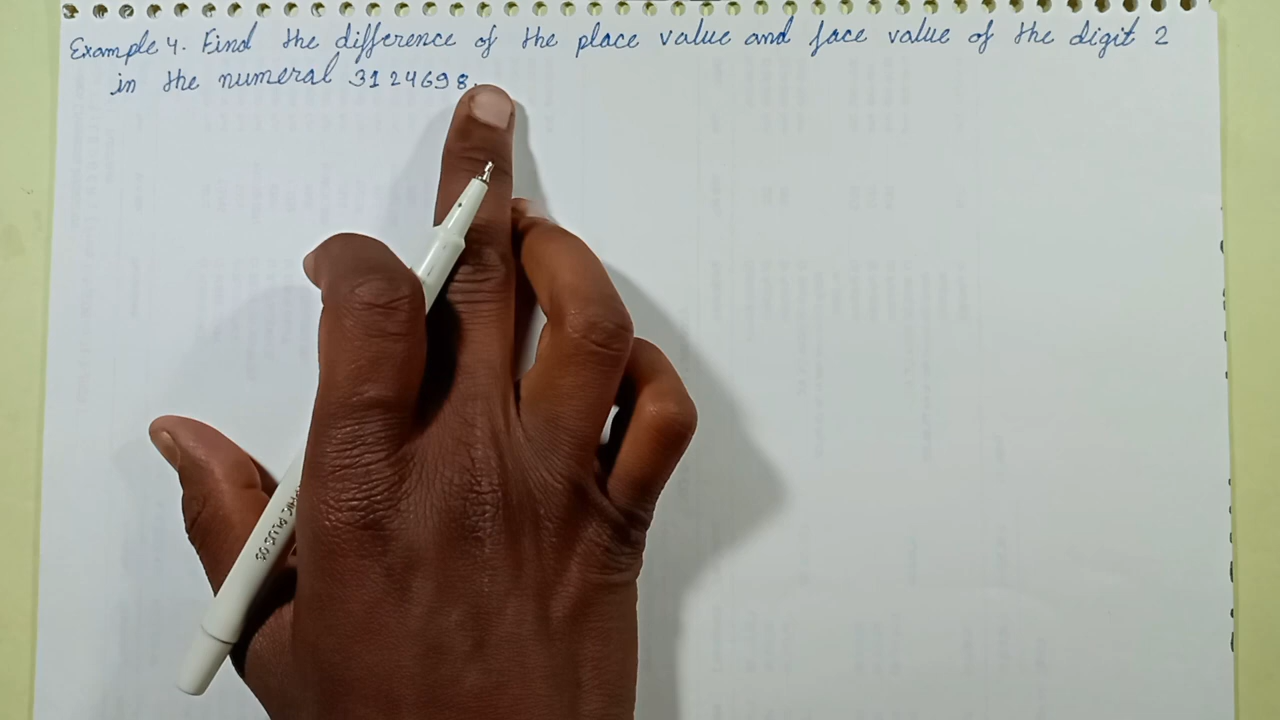 Example 4. Find the difference of the place value and face value of the digit 2
in the numeral 3124698.